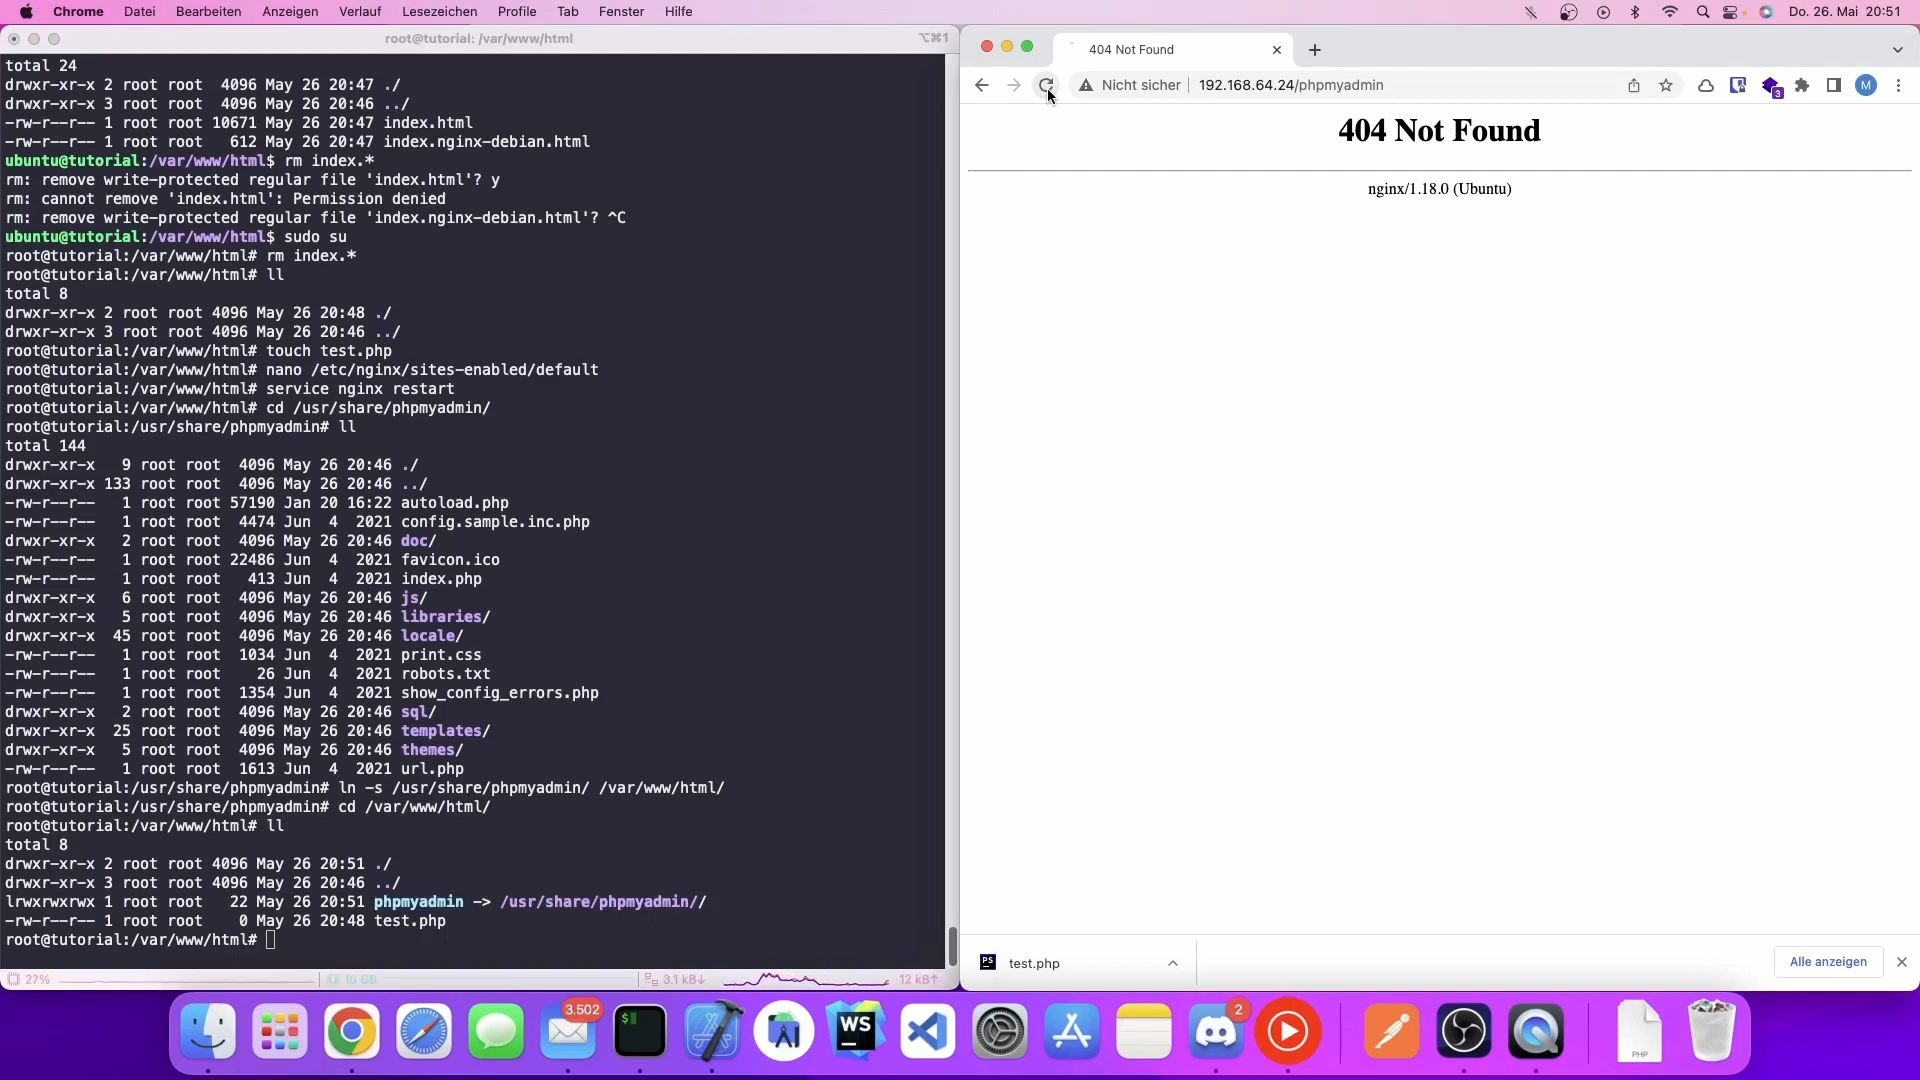 Chrome Datei Bearbeiten Anzeigen Verlauf Lesezeichen Profile Tab Fenster Hilfe Do. 26. Mai 20:51
root@tutorial: /var/www/html ⌥⌘1
total 24
drwxr-xr-x 2 root root  4096 May 26 20:47 ./
drwxr-xr-x 3 root root  4096 May 26 20:46 ../
-rw-r--r-- 1 root root 10671 May 26 20:47 index.html
-rw-r--r-- 1 root root   612 May 26 20:47 index.nginx-debian.html
ubuntu@tutorial:/var/www/html$ rm index.*
rm: remove write-protected regular file 'index.html'? y
rm: cannot remove 'index.html': Permission denied
rm: remove write-protected regular file 'index.nginx-debian.html'? ^C
ubuntu@tutorial:/var/www/html$ sudo su
root@tutorial:/var/www/html# rm index.*
root@tutorial:/var/www/html# ll
total 8
drwxr-xr-x 2 root root 4096 May 26 20:48 ./
drwxr-xr-x 3 root root 4096 May 26 20:46 ../
root@tutorial:/var/www/html# touch test.php
root@tutorial:/var/www/html# nano /etc/nginx/sites-enabled/default
root@tutorial:/var/www/html# service nginx restart
root@tutorial:/var/www/html# cd /usr/share/phpmyadmin/
root@tutorial:/usr/share/phpmyadmin# ll
total 144
drwxr-xr-x   9 root root  4096 May 26 20:46 ./
drwxr-xr-x 133 root root  4096 May 26 20:46 ../
-rw-r--r--   1 root root 57190 Jan 20 16:22 autoload.php
-rw-r--r--   1 root root  4474 Jun  4  2021 config.sample.inc.php
drwxr-xr-x   2 root root  4096 May 26 20:46 doc/
-rw-r--r--   1 root root 22486 Jun  4  2021 favicon.ico
-rw-r--r--   1 root root   413 Jun  4  2021 index.php
drwxr-xr-x   6 root root  4096 May 26 20:46 js/
drwxr-xr-x   5 root root  4096 May 26 20:46 libraries/
drwxr-xr-x  45 root root  4096 May 26 20:46 locale/
-rw-r--r--   1 root root  1034 Jun  4  2021 print.css
-rw-r--r--   1 root root    26 Jun  4  2021 robots.txt
-rw-r--r--   1 root root  1354 Jun  4  2021 show_config_errors.php
drwxr-xr-x   2 root root  4096 May 26 20:46 sql/
drwxr-xr-x  25 root root  4096 May 26 20:46 templates/
drwxr-xr-x   5 root root  4096 May 26 20:46 themes/
-rw-r--r--   1 root root  1613 Jun  4  2021 url.php
root@tutorial:/usr/share/phpmyadmin# ln -s /usr/share/phpmyadmin/ /var/www/html/
root@tutorial:/usr/share/phpmyadmin# cd /var/www/html/
root@tutorial:/var/www/html# ll
total 8
drwxr-xr-x 2 root root 4096 May 26 20:51 ./
drwxr-xr-x 3 root root 4096 May 26 20:46 ../
lrwxrwxrwx 1 root root   22 May 26 20:51 phpmyadmin -> /usr/share/phpmyadmin//
-rw-r--r-- 1 root root    0 May 26 20:48 test.php
root@tutorial:/var/www/html#
27% 10 GB 3.1 kB↓ 12 kB↑
404 Not Found
Nicht sicher 192.168.64.24/phpmyadmin
3 M
404 Not Found
nginx/1.18.0 (Ubuntu)
PS test.php Alle anzeigen
3.502
$
WS
2
PHP